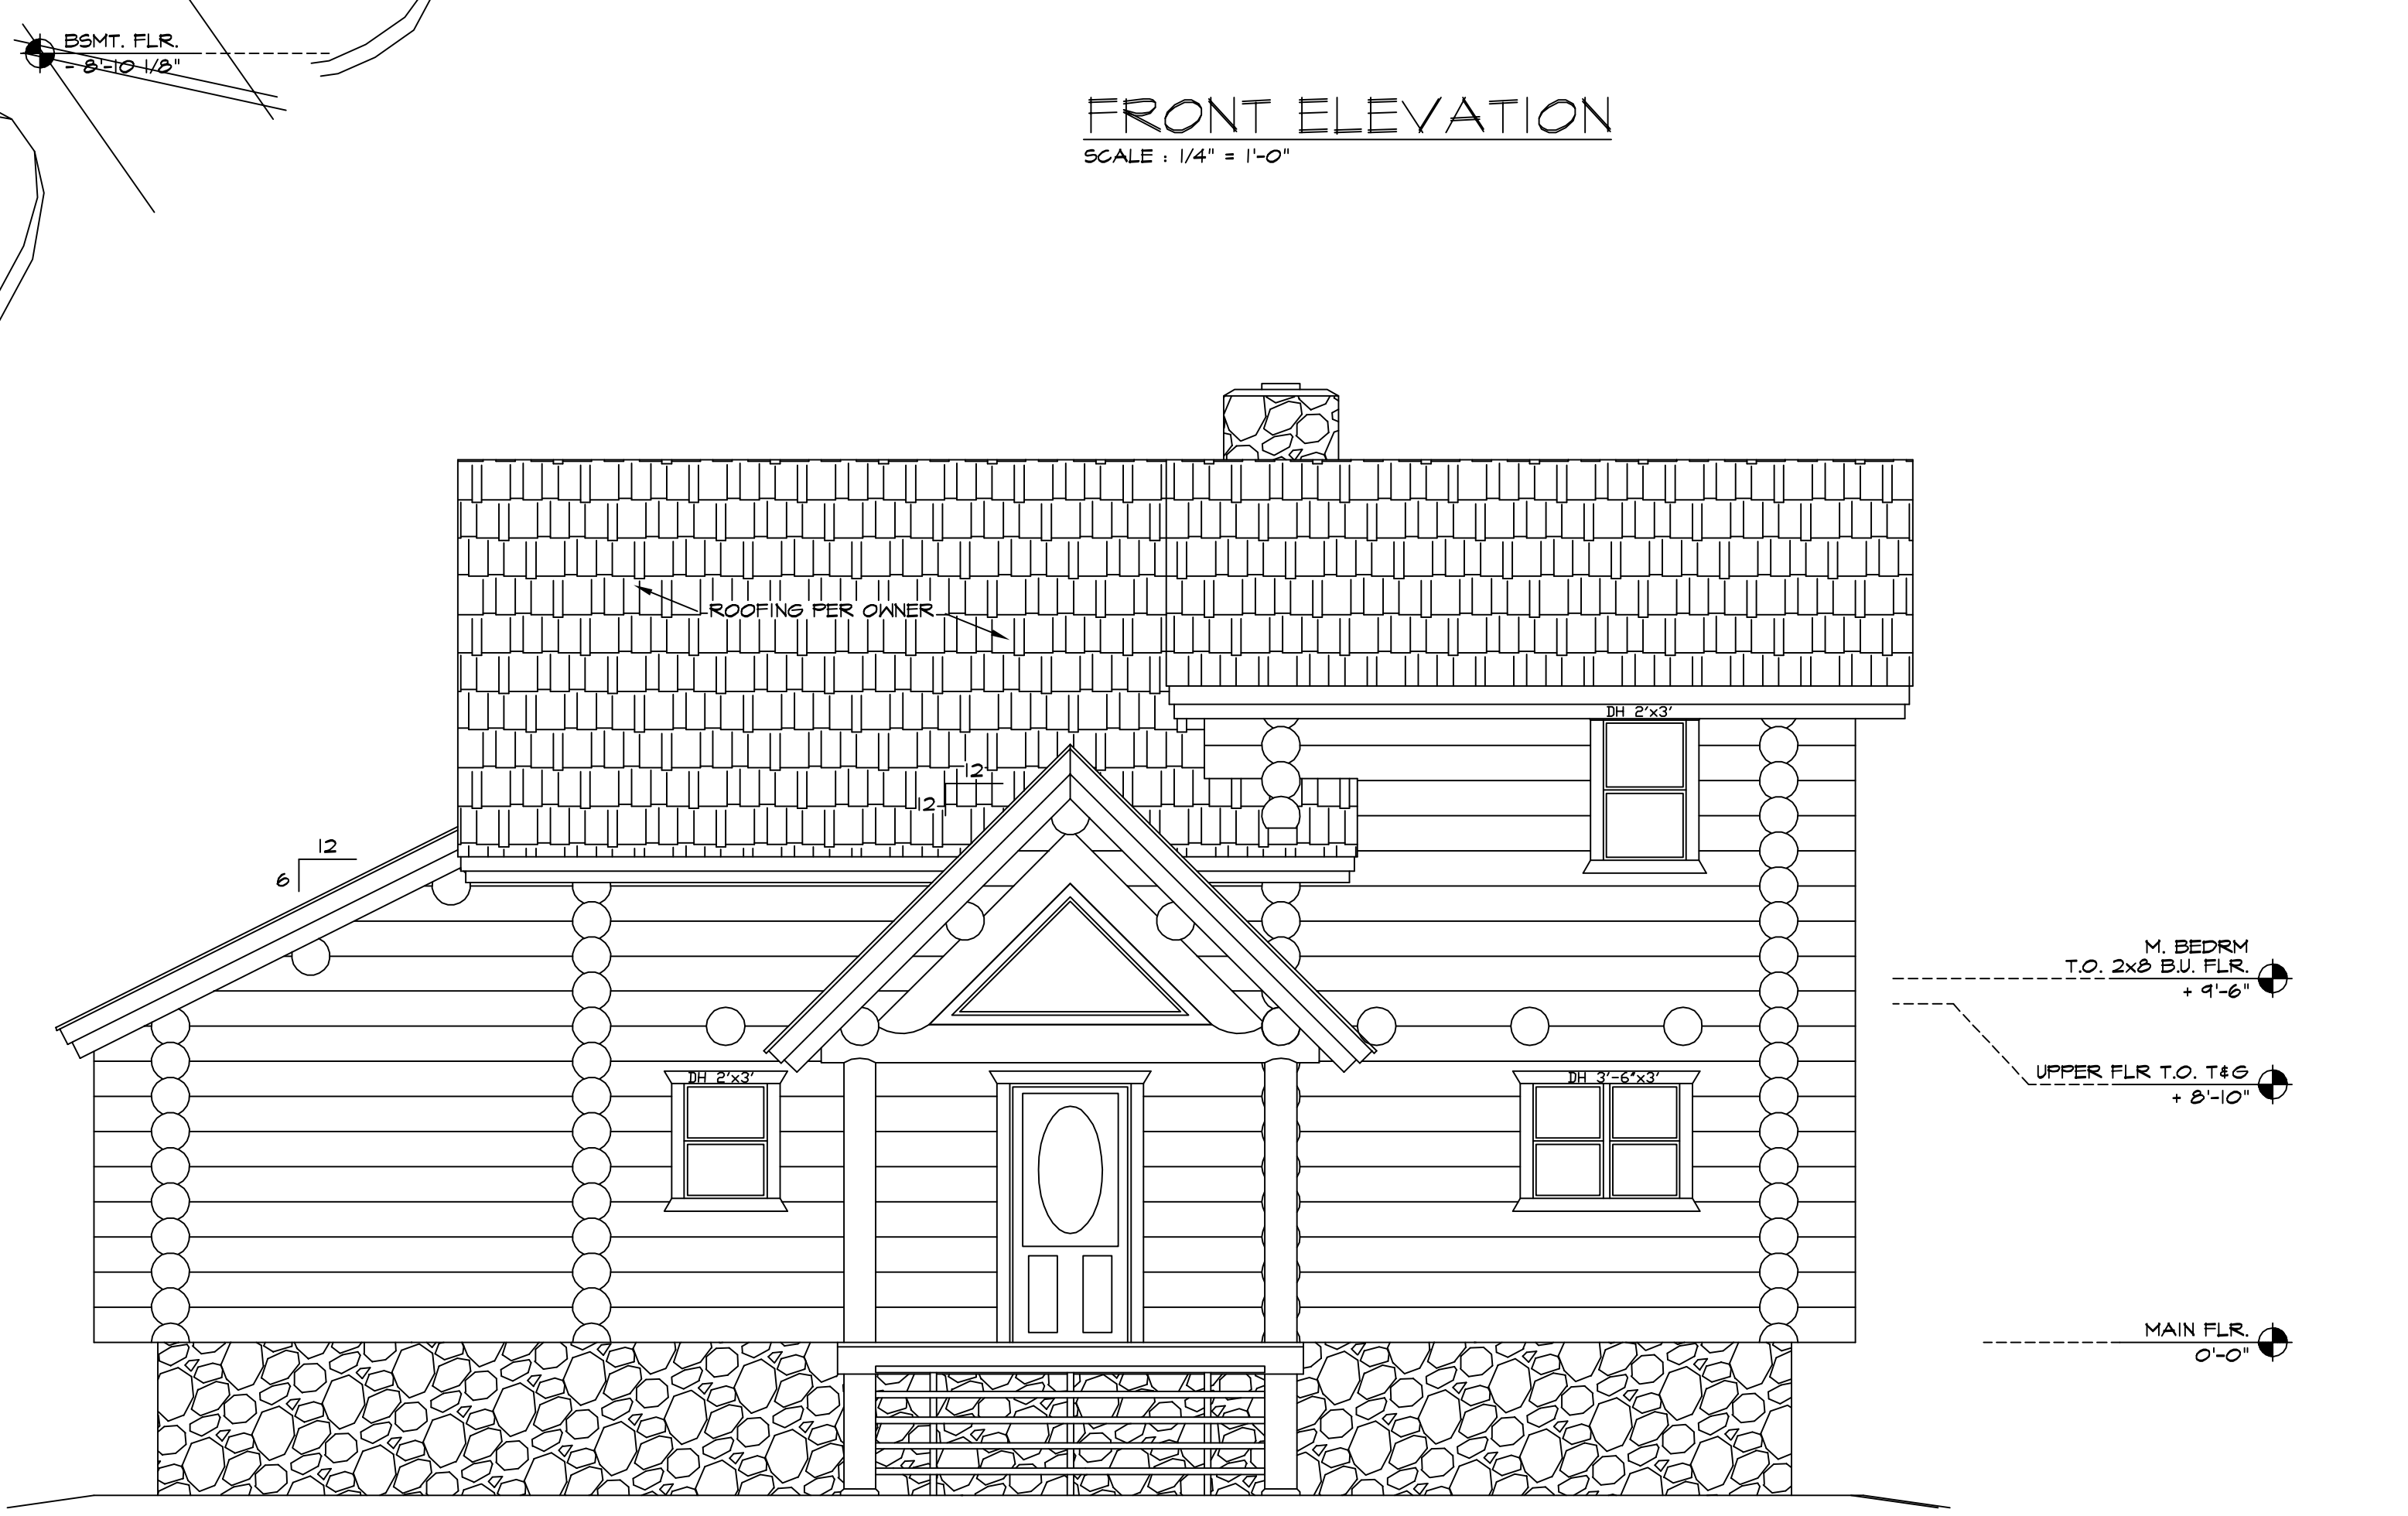 BSMT. FLR.
- 8'-10 1/8"
FRONT ELEVATION
SCALE : 1/4" = 1'-0"
ROOFING PER OWNER
DH 2'x3'
12
12
12
6
M. BEDRM
T.O. 2x8 B.U. FLR.
+ 9'-6"
UPPER FLR T.O. T&G
+ 8'-10"
DH 2'x3'
DH 3'-6"x3'
MAIN FLR.
0'-0"